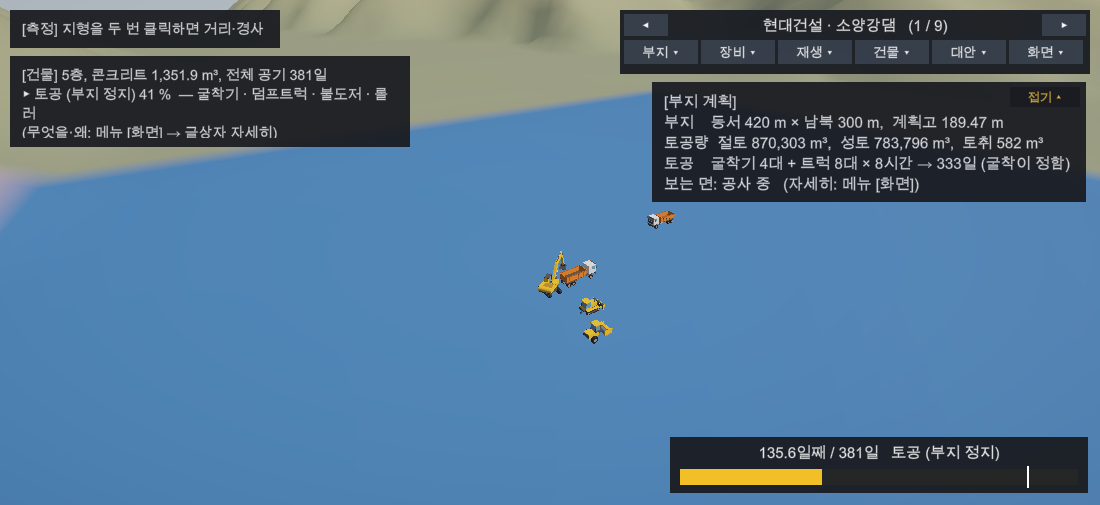 [측정] 지형을 두 번 클릭하면 거리·경사
[건물] 5층, 콘크리트 1,351.9 m³, 전체 공기 381일
▸ 토공 (부지 정지) 41 % — 굴착기 · 덤프트럭 · 불도저 · 롤
러
(무엇을·왜: 메뉴 [화면] → 글상자 자세히)
◂ 현대건설 · 소양강댐 (1 / 9) ▸
부지 ▾ 장비 ▾ 재생 ▾ 건물 ▾ 대안 ▾ 화면 ▾
[부지 계획] 접기 ▴
부지 동서 420 m × 남북 300 m, 계획고 189.47 m
토공량 절토 870,303 m³, 성토 783,796 m³, 토취 582 m³
토공 굴착기 4대 + 트럭 8대 × 8시간 → 333일 (굴착이 정함)
보는 면: 공사 중 (자세히: 메뉴 [화면])
135.6일째 / 381일 토공 (부지 정지)